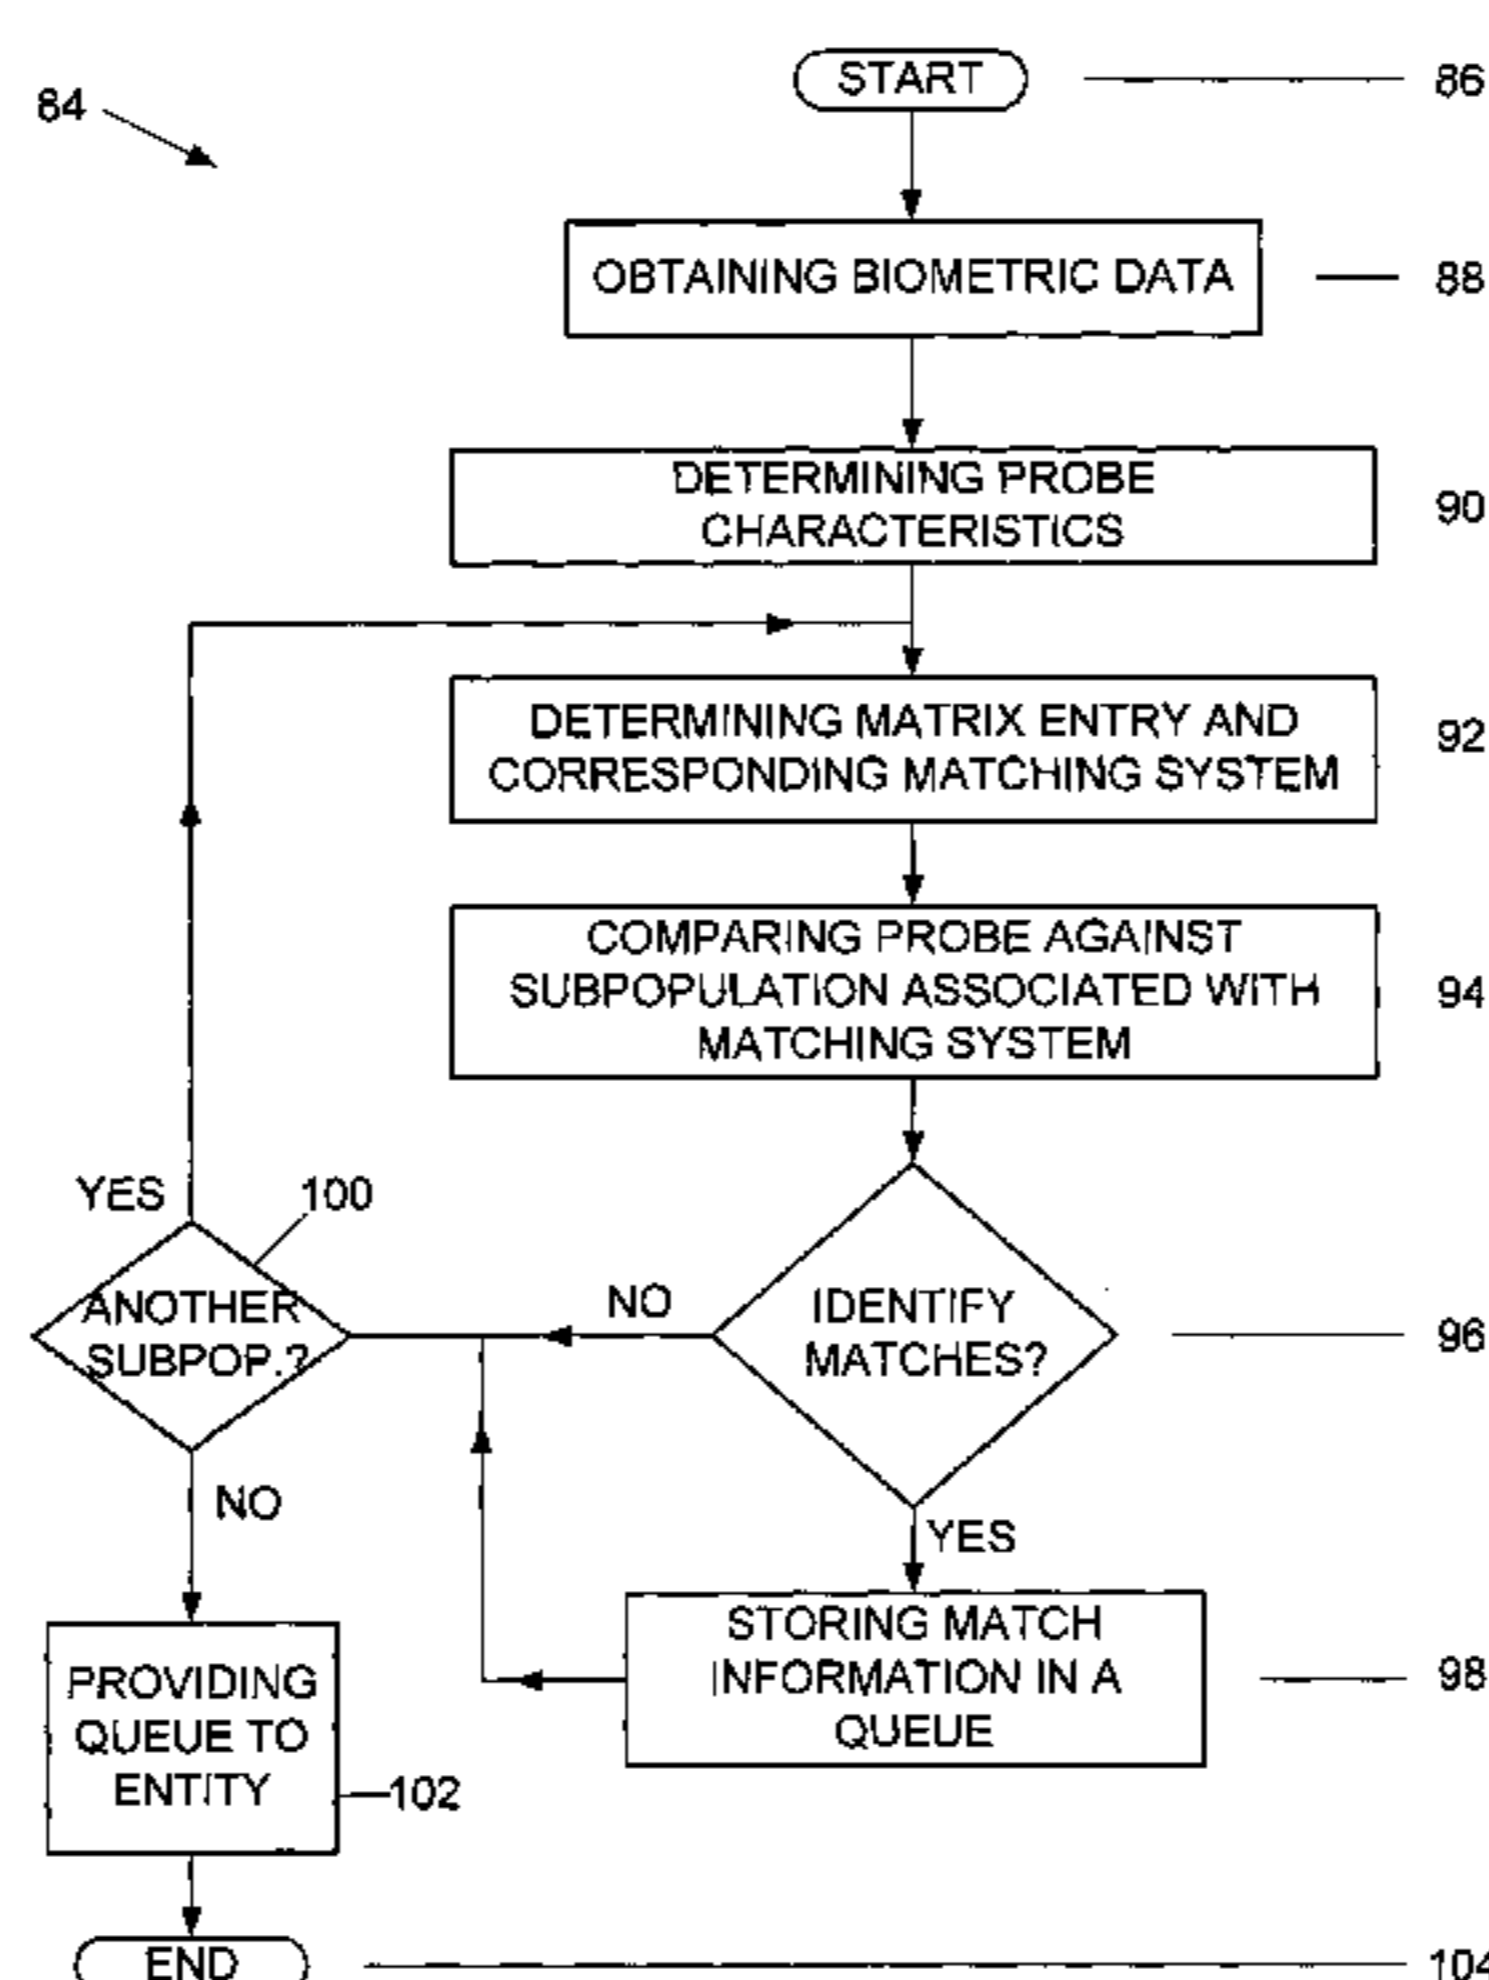 START
86
84
OBTAINING BIOMETRIC DATA
88
DETERMINING PROBE
CHARACTERISTICS
90
DETERMINING MATRIX ENTRY AND
CORRESPONDING MATCHING SYSTEM
92
COMPARING PROBE AGAINST
SUBPOPULATION ASSOCIATED WITH
MATCHING SYSTEM
94
YES
100
ANOTHER
SUBPOP.?
NO
IDENTIFY
MATCHES?
96
NO
YES
STORING MATCH
INFORMATION IN A
QUEUE
98
PROVIDING
QUEUE TO
ENTITY
102
END
104